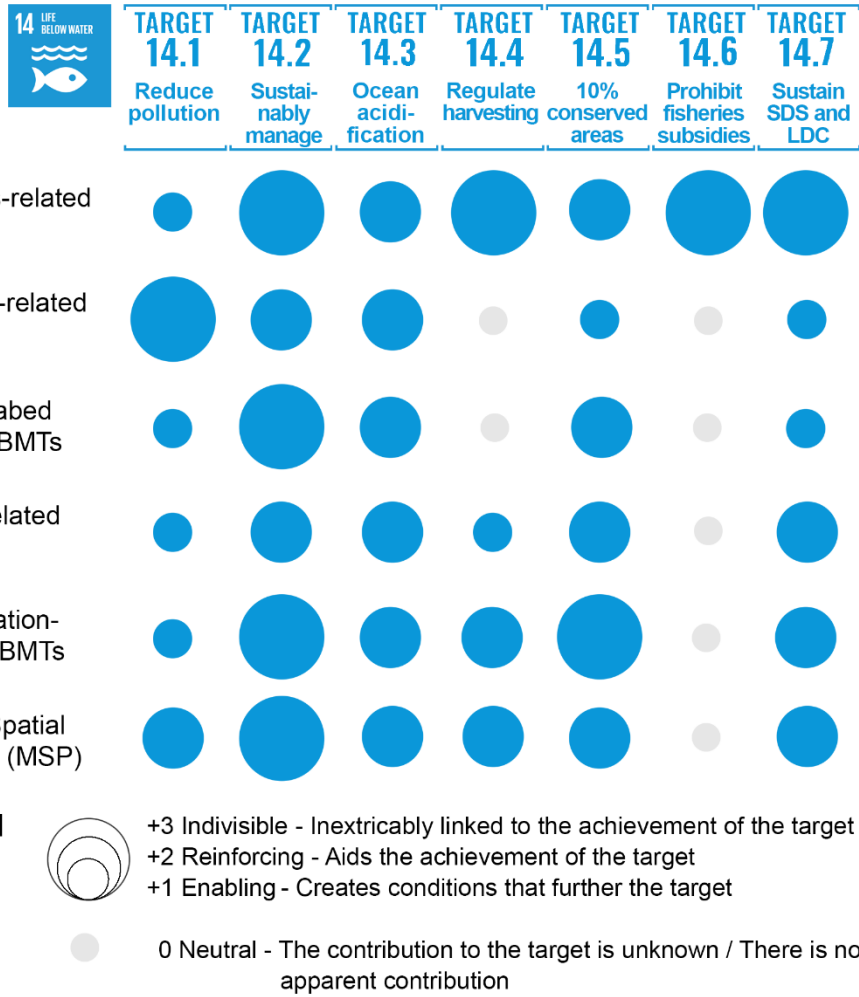 14 LIFE BELOW WATER
TARGET 14.1 Reduce pollution
TARGET 14.2 Sustai- nably manage
TARGET 14.3 Ocean acidi- fication
TARGET 14.4 Regulate harvesting
TARGET 14.5 10% conserved areas
TARGET 14.6 Prohibit fisheries subsidies
TARGET 14.7 Sustain SDS and LDC
-related
-related
abed
BMTs
elated
ation-
BMTs
Spatial
(MSP)
+3 Indivisible - Inextricably linked to the achievement of the target
+2 Reinforcing - Aids the achievement of the target
+1 Enabling - Creates conditions that further the target
0 Neutral - The contribution to the target is unknown / There is no
apparent contribution